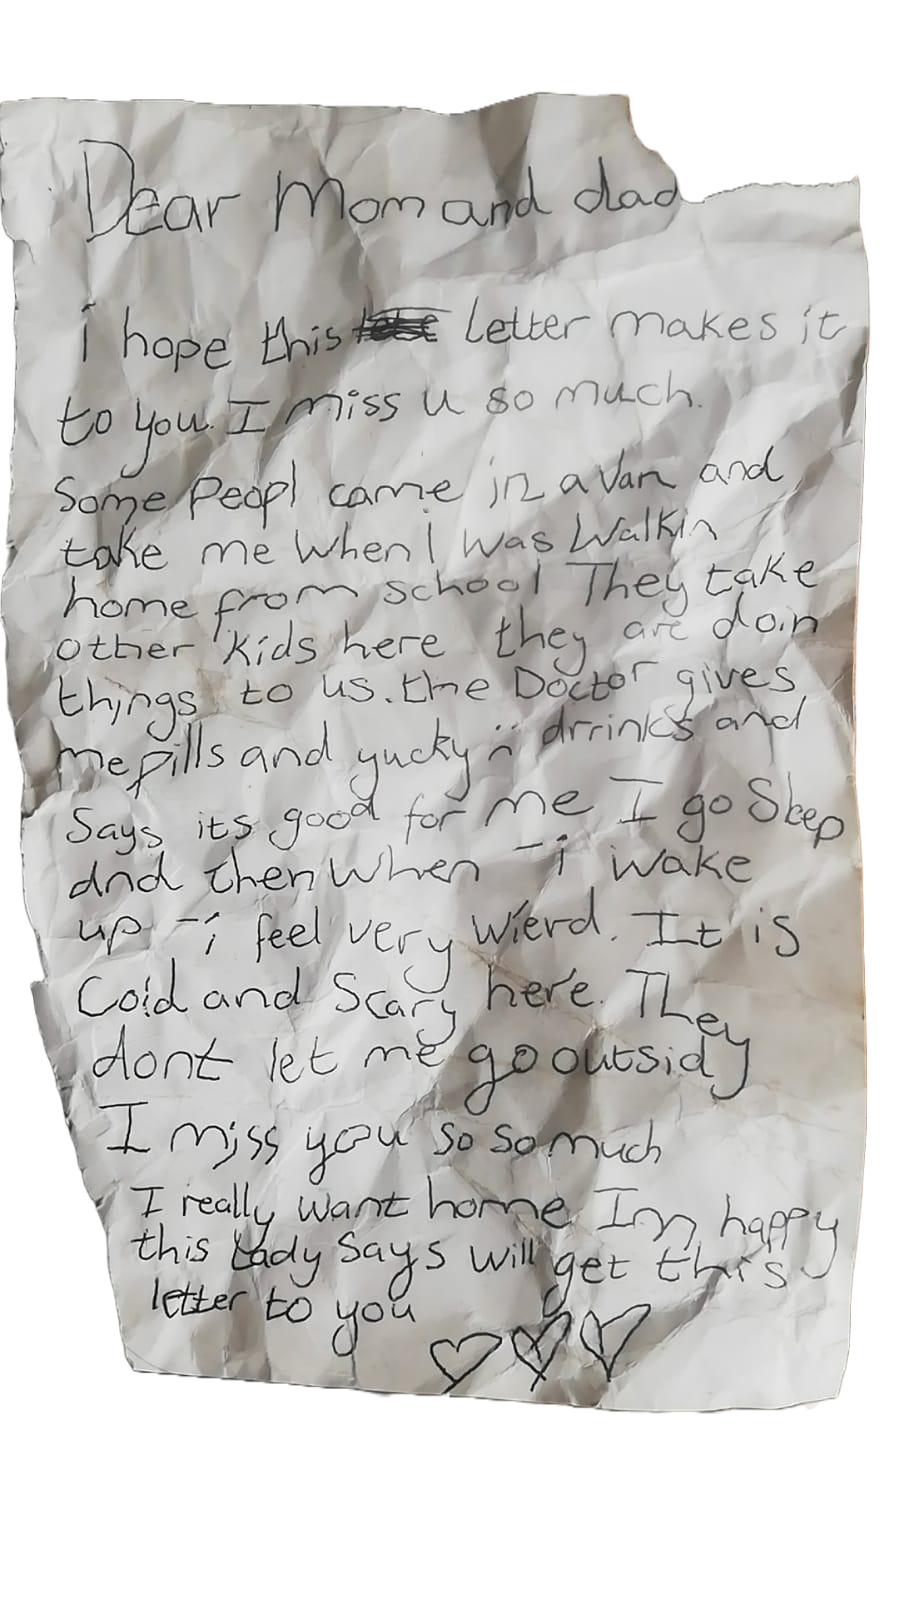 Dear Mom and dad
i hope this letter makes it
to you. I miss u so much.
Some Peopl came in a Van and
take me when I was Walkin
home from school They take
other kids here they are doin
things to us. the Doctor gives
me pills and yucky drrinks and
Says its good for me I go Sleep
and then When i wake
up i feel very wierd. It is
Cold and Scary here. They
dont let me go outsidy
I miss you so so much
I really want home Im happy
this Lady Says will get this
letter to you